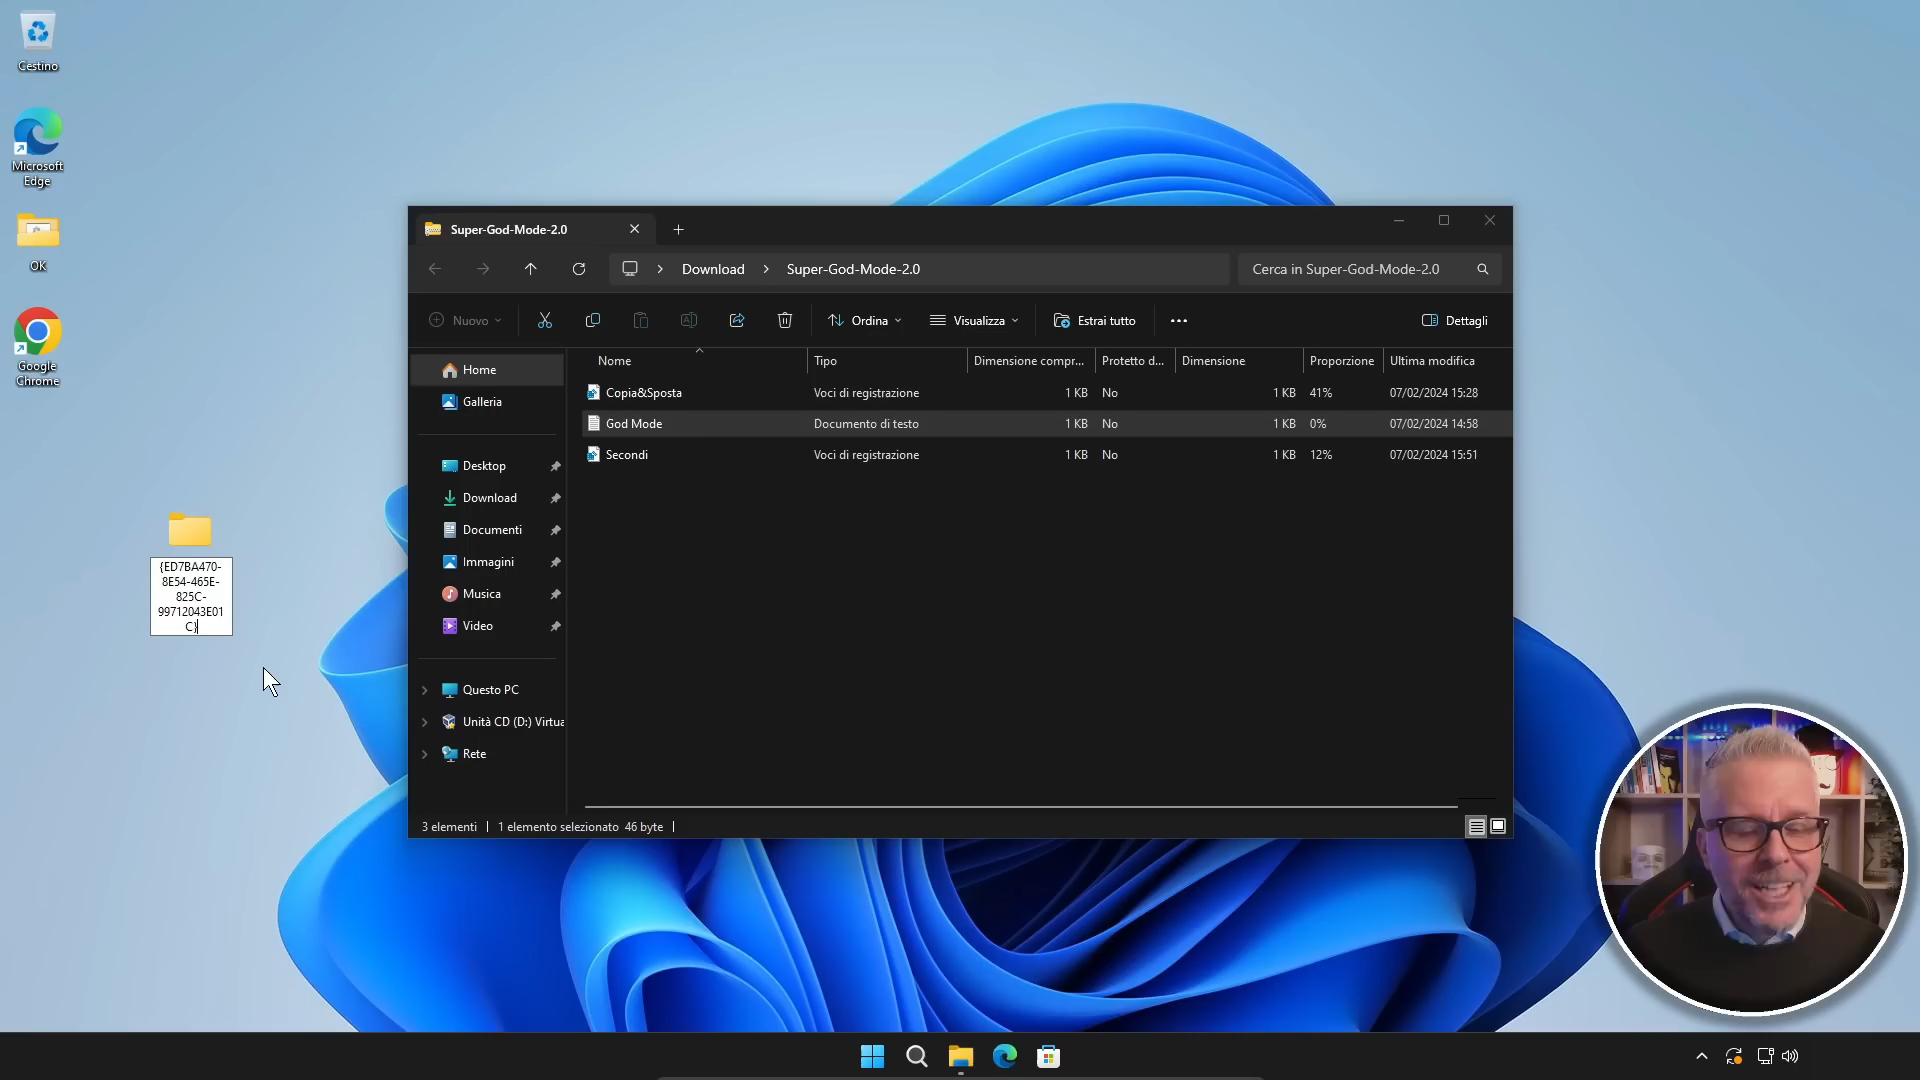 Cestino
Microsoft
Edge
OK
Google
Chrome
{ED7BA470-
8E54-465E-
825C-
99712043E01
C}
Super-God-Mode-2.0
Download
Super-God-Mode-2.0
Cerca in Super-God-Mode-2.0
Nuovo
Ordina
Visualizza
Estrai tutto
Dettagli
Nome
Tipo
Dimensione compr...
Protetto d...
Dimensione
Proporzione
Ultima modifica
Copia&Sposta
Voci di registrazione
1 KB
No
1 KB
41%
07/02/2024 15:28
God Mode
Documento di testo
1 KB
No
1 KB
0%
07/02/2024 14:58
Secondi
Voci di registrazione
1 KB
No
1 KB
12%
07/02/2024 15:51
Home
Galleria
Desktop
Download
Documenti
Immagini
Musica
Video
Questo PC
Unità CD (D:) Virtua
Rete
3 elementi
1 elemento selezionato 46 byte